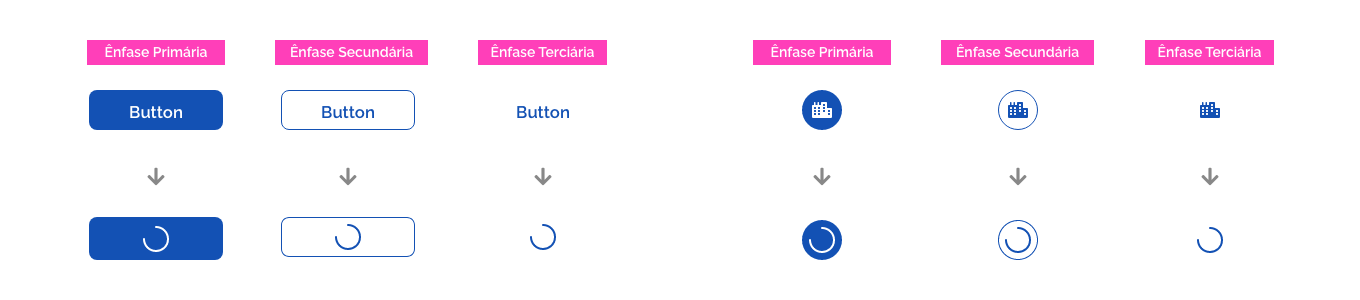 Ênfase Primária
Ênfase Secundária
Ênfase Terciária
Ênfase Primária
Ênfase Secundária
Ênfase Terciária
Button
Button
Button